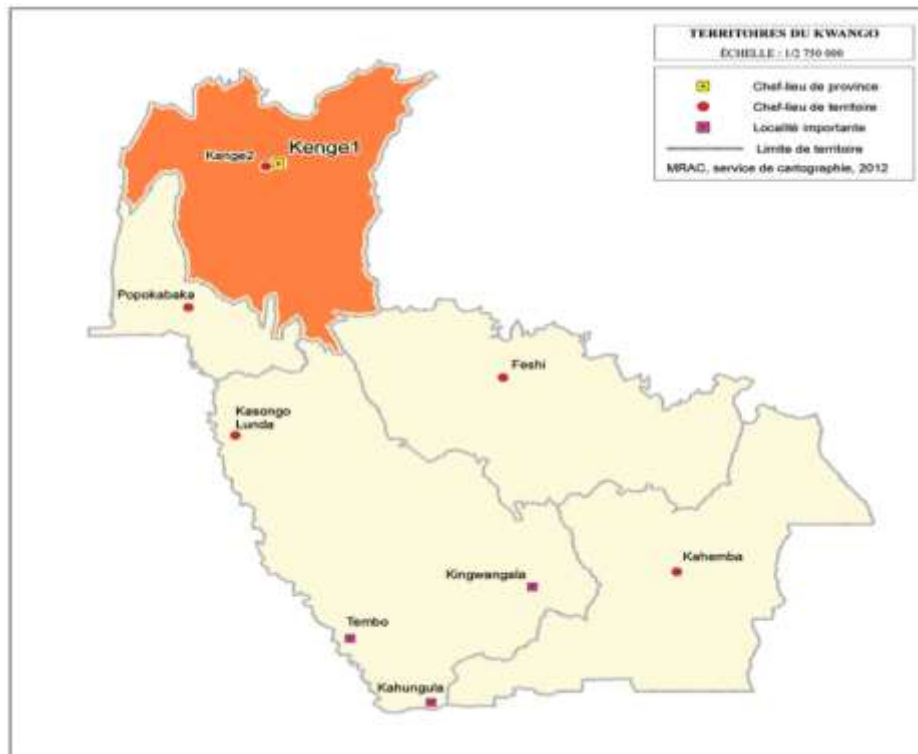 TERRITOIRES DU KWANGO
ÉCHELLE : 1/2 750 000
Chef-lieu de province
Chef-lieu de territoire
Localité importante
Limite de territoire
MRAC, service de cartographie, 2012
Kenge1
Kenge2
Popokabaka
Feshi
Kasongo
Lunda
Kahemba
Kingwangala
Tembo
Kahungula